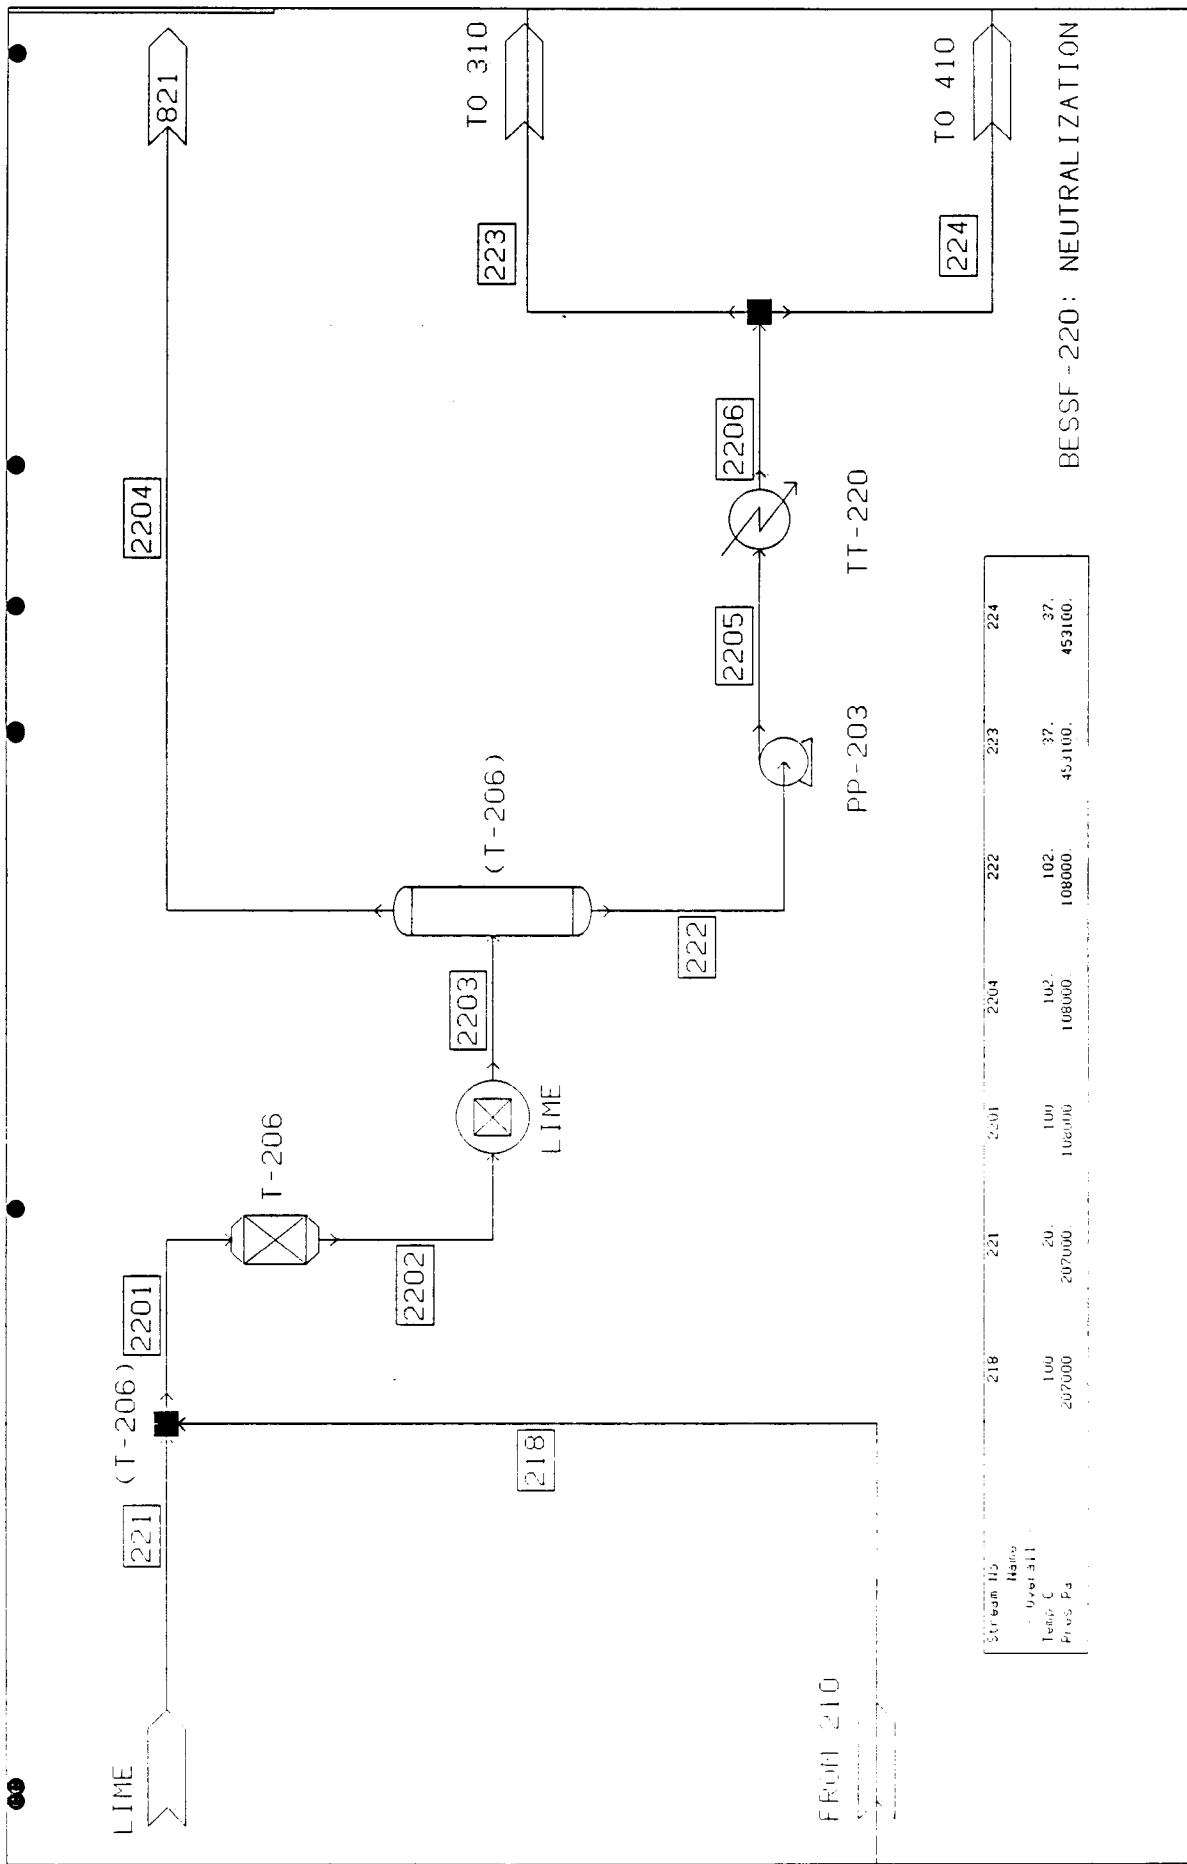 821
TO 310
TO 410
2204
223
224
2206
TT-220
2205
PP-203
(T-206)
222
2203
LIME
T-206
2202
2201
(T-206)
221
218
LIME
FROM 210
BESSF-220: NEUTRALIZATION
Stream No 218 221 2201 2204 222 223 224
Name
- Overall -
Temp C 100 20. 100 102. 102. 37. 37.
Pres Pa 207000 207000. 108000 108000. 108000. 453100. 453100.